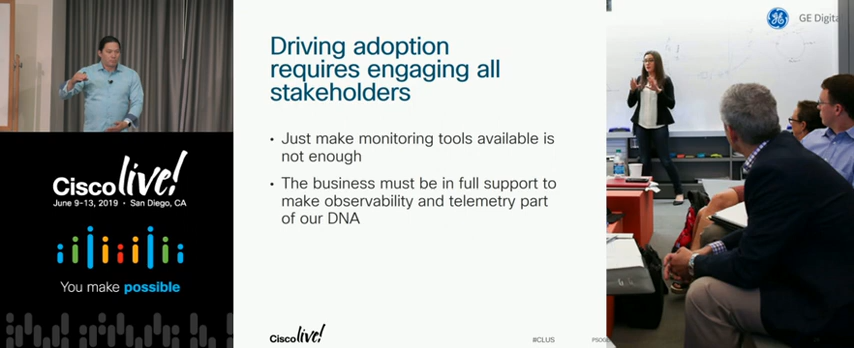 Cisco live!
June 9-13, 2019 • San Diego, CA
You make possible
Driving adoption
requires engaging all
stakeholders
• Just make monitoring tools available is
not enough
• The business must be in full support to
make observability and telemetry part
of our DNA
Cisco live!
#CLUS
GE Digital